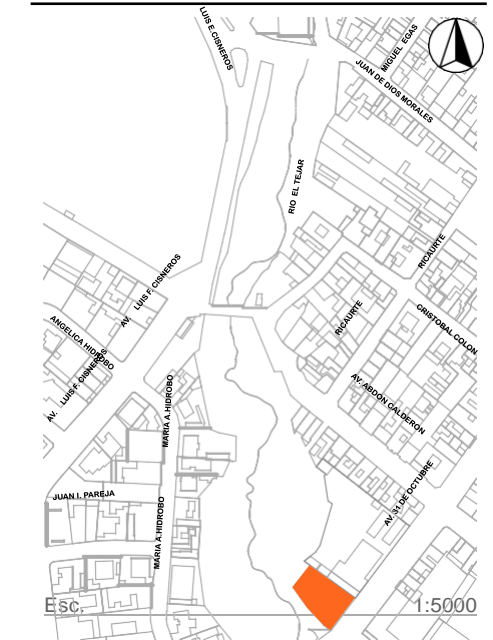 LUIS E. CISNEROS
MIGUEL EGAS
JUAN DE DIOS MORALES
RIO EL TEJAR
RICAURTE
AV. LUIS F. CISNEROS
RICAURTE
CRISTOBAL COLON
ANGELICA HIDROBO
AV. LUIS F. CISNEROS
MARIA A.HIDROBO
AV. ABDON CALDERON
AV. 31 DE OCTUBRE
JUAN I. PAREJA
MARIA A.HIDROBO
Esc. 1:5000